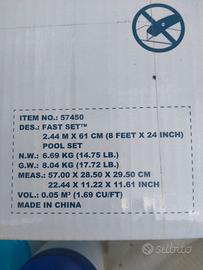 ITEM NO.: 57450
DES.: FAST SET™
2.44 M X 61 CM (8 FEET X 24 INCH)
POOL SET
N.W.: 6.69 KG (14.75 LB.)
G.W.: 8.04 KG (17.72 LB.)
MEAS.: 57.00 X 28.50 X 29.50 CM
22.44 X 11.22 X 11.61 INCH
VOL.: 0.05 M³ (1.69 CU/FT)
MADE IN CHINA
subito